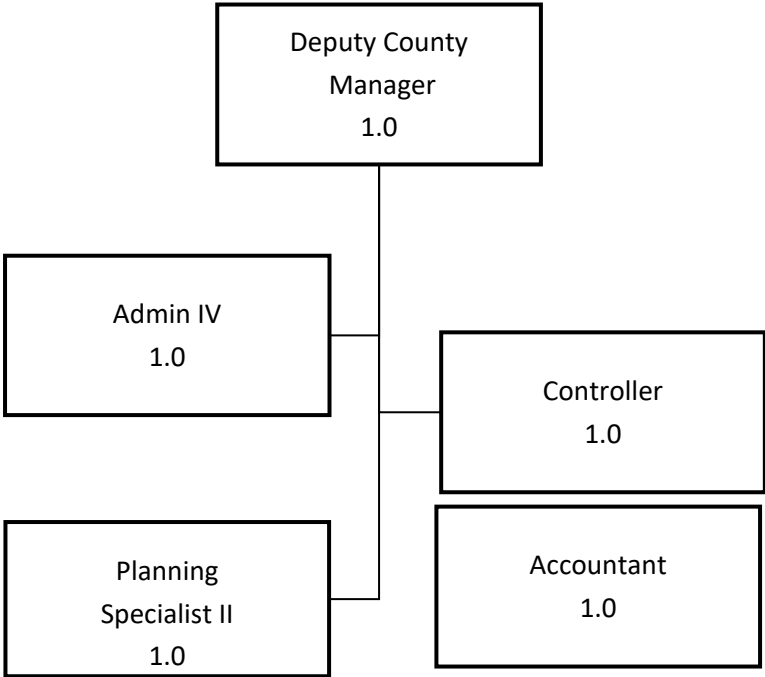 Deputy County
Manager
1.0
Admin IV
1.0
Controller
1.0
Planning
Specialist II
1.0
Accountant
1.0